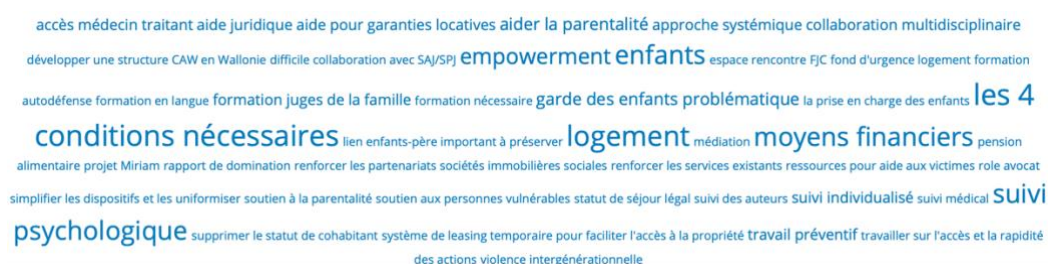 accès médecin traitant aide juridique aide pour garanties locatives aider la parentalité approche systémique collaboration multidisciplinaire
développer une structure CAW en Wallonie difficile collaboration avec SAJ/SPJ empowerment enfants espace rencontre FJC fond d'urgence logement formation
autodéfense formation en langue formation juges de la famille formation nécessaire garde des enfants problématique la prise en charge des enfants les 4
conditions nécessaires lien enfants-père important à préserver logement médiation moyens financiers pension
alimentaire projet Miriam rapport de domination renforcer les partenariats sociétés immobilières sociales renforcer les services existants ressources pour aide aux victimes role avocat
simplifier les dispositifs et les uniformiser soutien à la parentalité soutien aux personnes vulnérables statut de séjour légal suivi des auteurs suivi individualisé suivi médical suivi
psychologique supprimer le statut de cohabitant système de leasing temporaire pour faciliter l'accès à la propriété travail préventif travailler sur l'accès et la rapidité
des actions violence intergénérationnelle